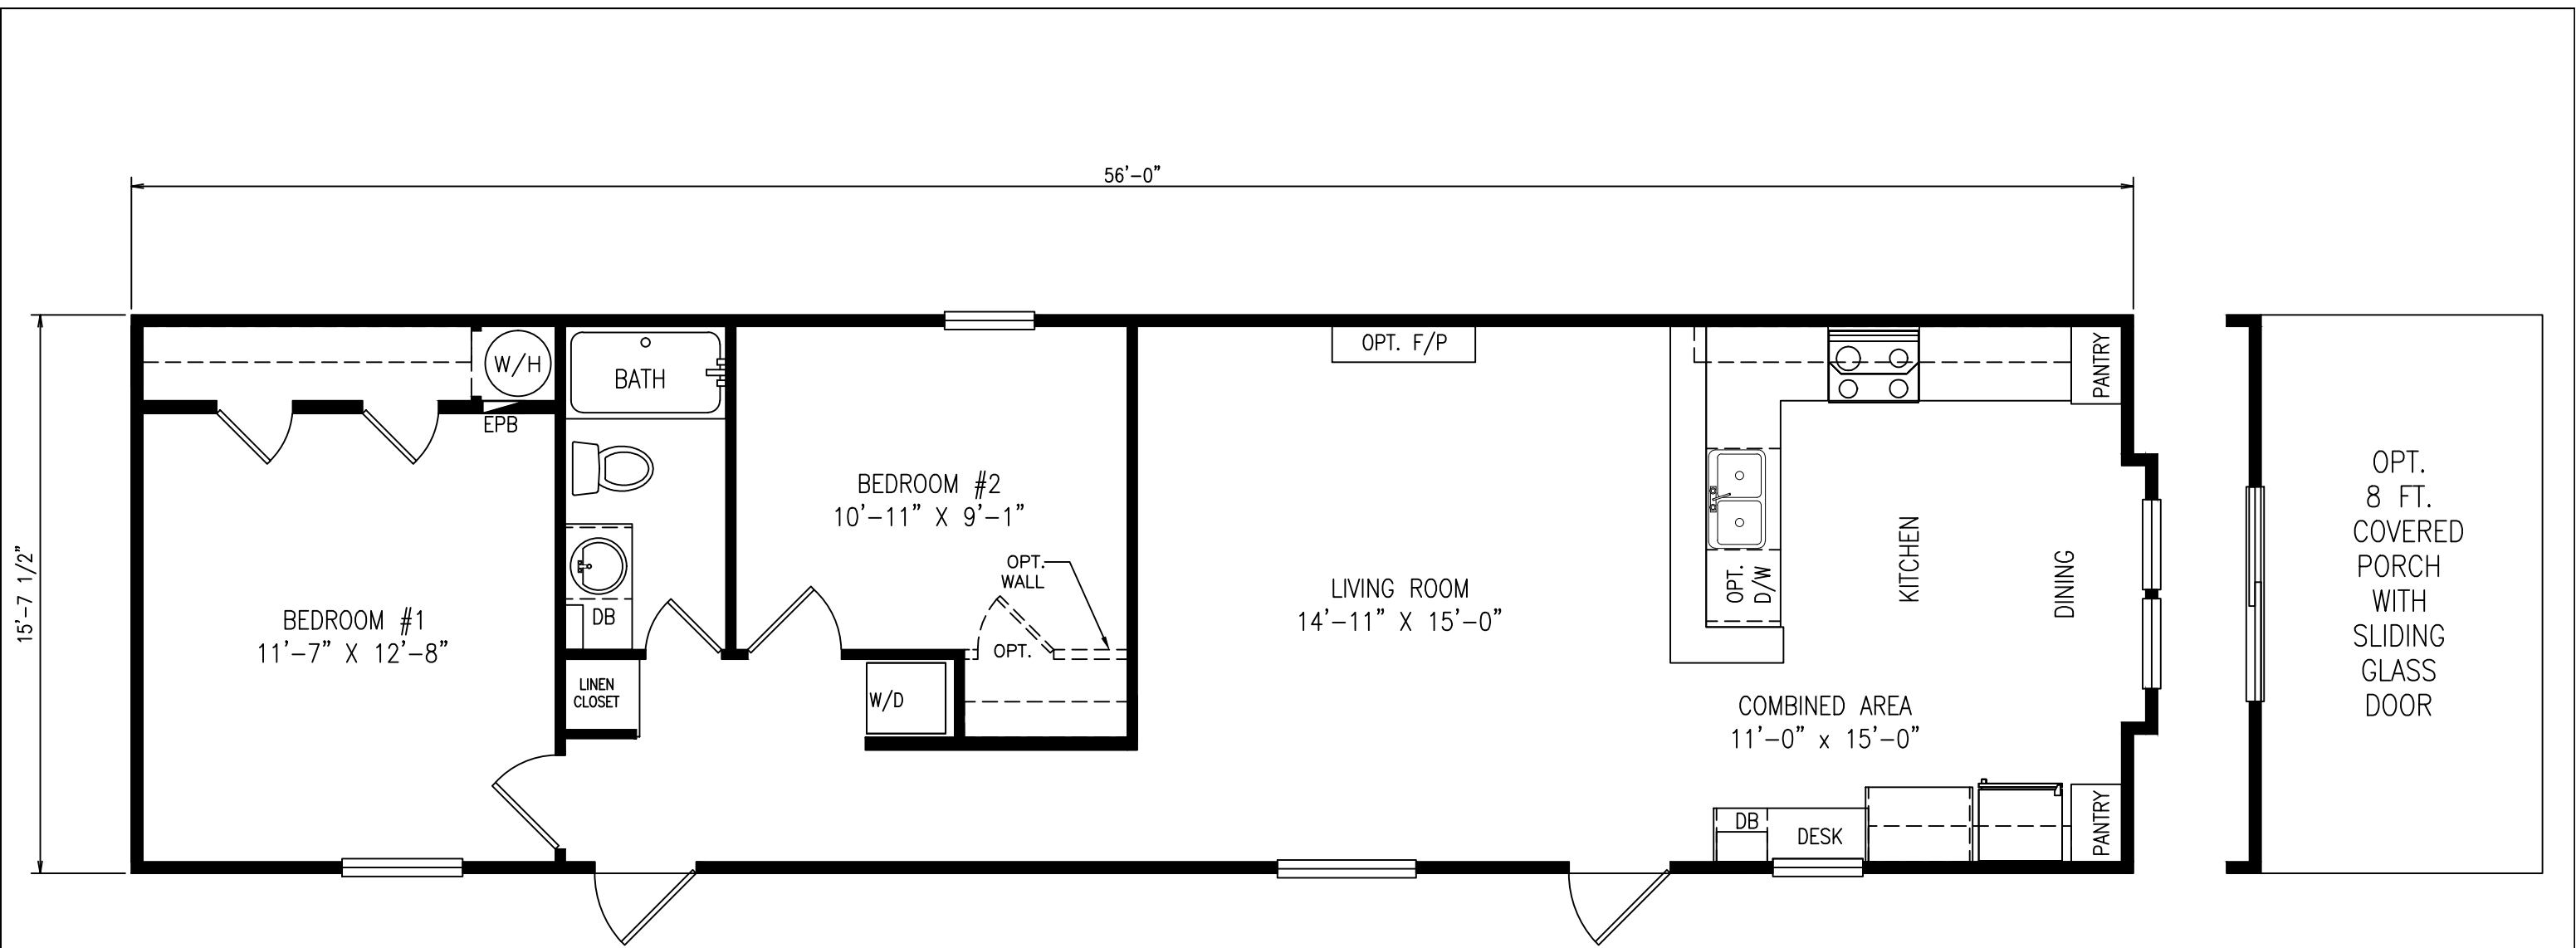 56'-0"
15'-7 1/2"
W/H
EPB
BATH
DB
LINEN
CLOSET
BEDROOM #1
11'-7" X 12'-8"
BEDROOM #2
10'-11" X 9'-1"
OPT.
WALL
OPT.
W/D
OPT. F/P
LIVING ROOM
14'-11" X 15'-0"
PANTRY
OPT.
D/W
KITCHEN
DINING
COMBINED AREA
11'-0" x 15'-0"
DB
DESK
PANTRY
OPT.
8 FT.
COVERED
PORCH
WITH
SLIDING
GLASS
DOOR